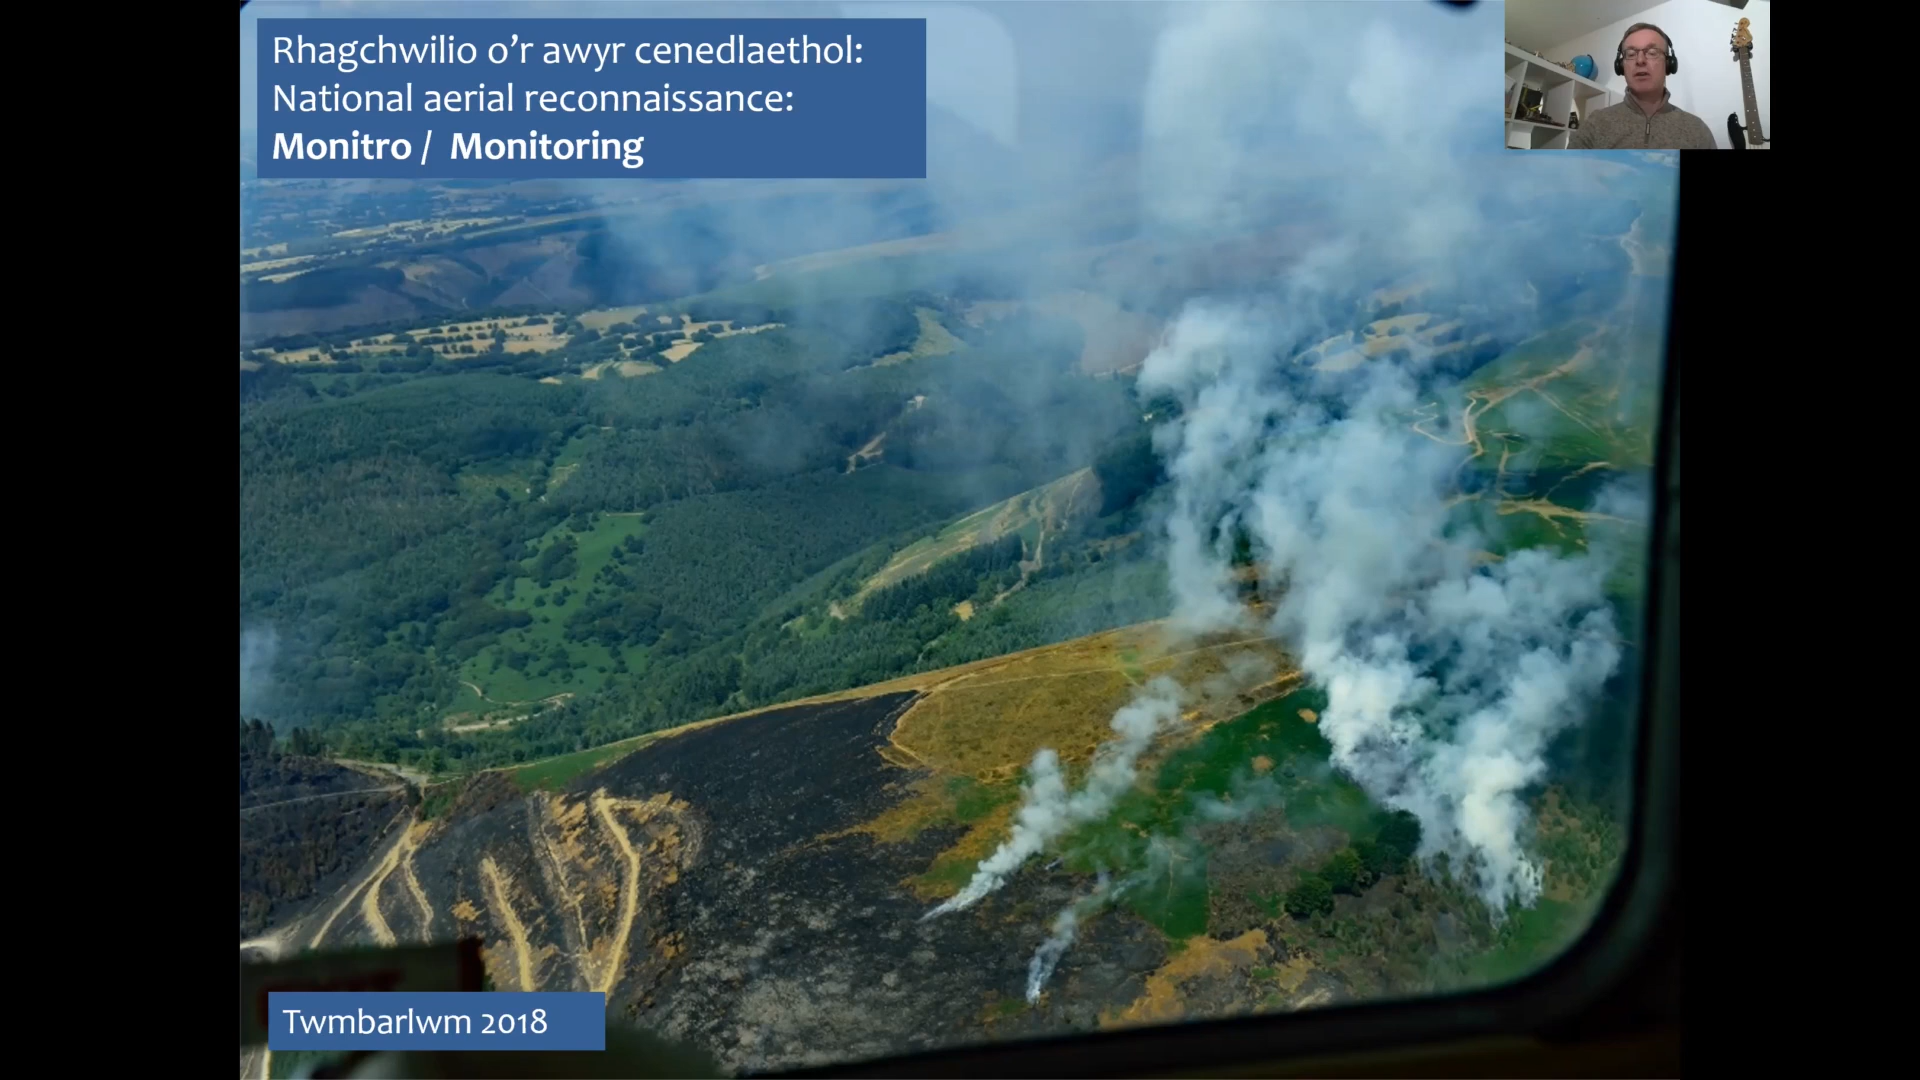 Rhagchwilio o’r awyr cenedlaethol:
National aerial reconnaissance:
Monitro / Monitoring
Twmbarlwm 2018